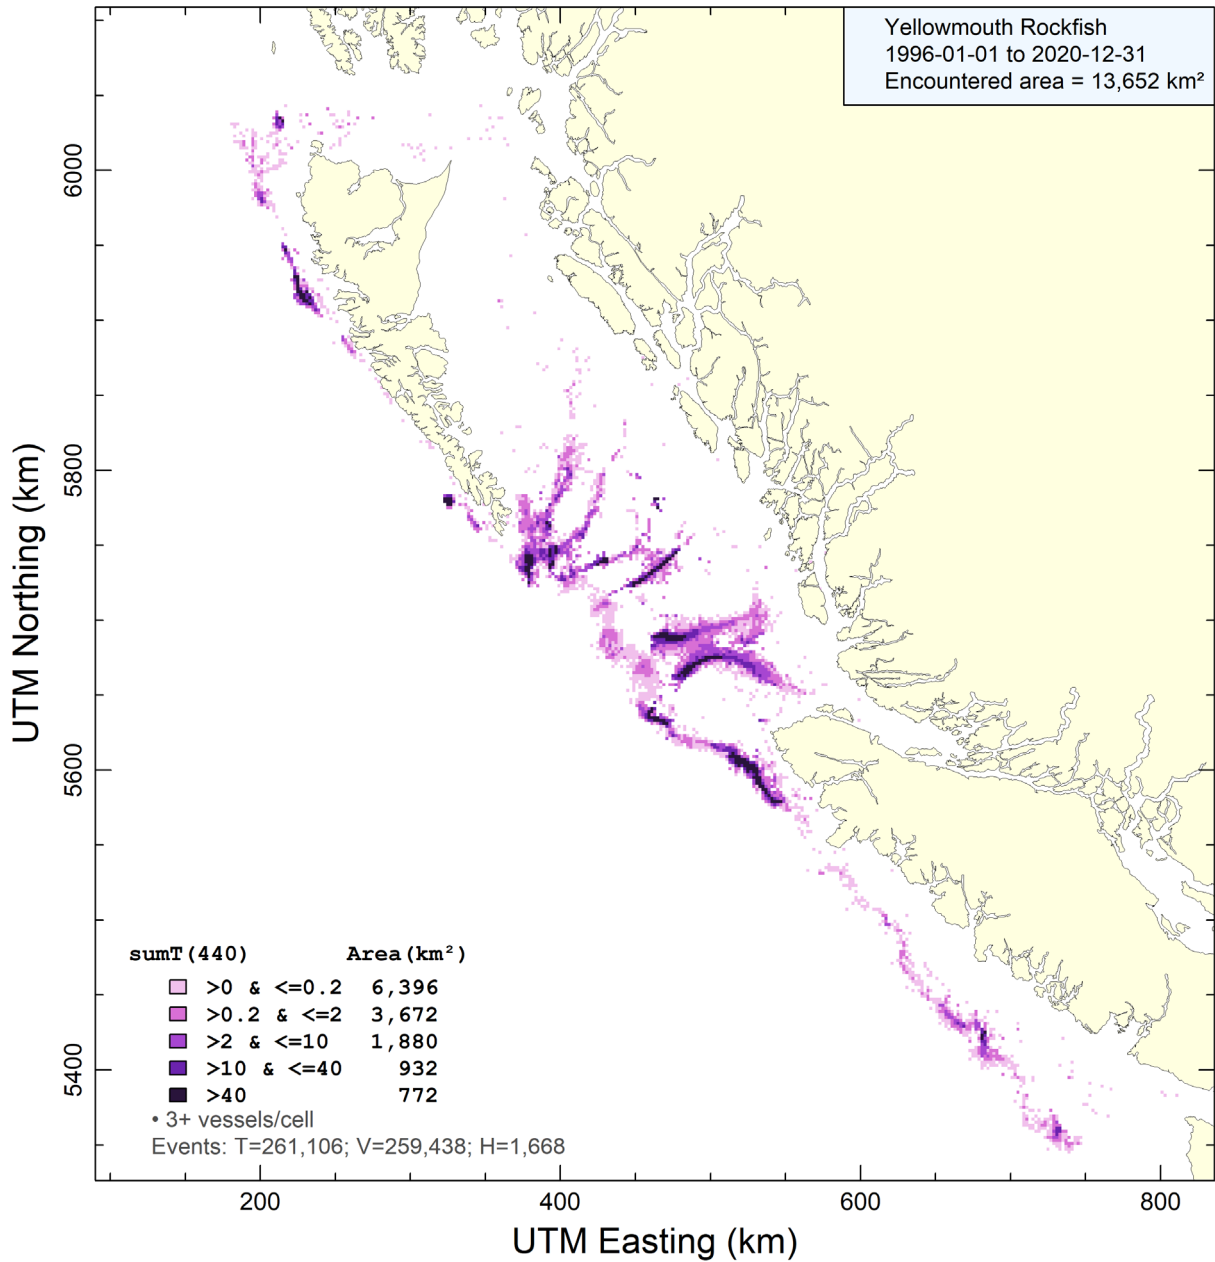 Yellowmouth Rockfish
1996-01-01 to 2020-12-31
Encountered area = 13,652 km²
6000
5800
5600
5400
UTM Northing (km)
sumT(440) Area(km²)
>0 & <=0.2 6,396
>0.2 & <=2 3,672
>2 & <=10 1,880
>10 & <=40 932
>40 772
• 3+ vessels/cell
Events: T=261,106; V=259,438; H=1,668
200 400 600 800
UTM Easting (km)